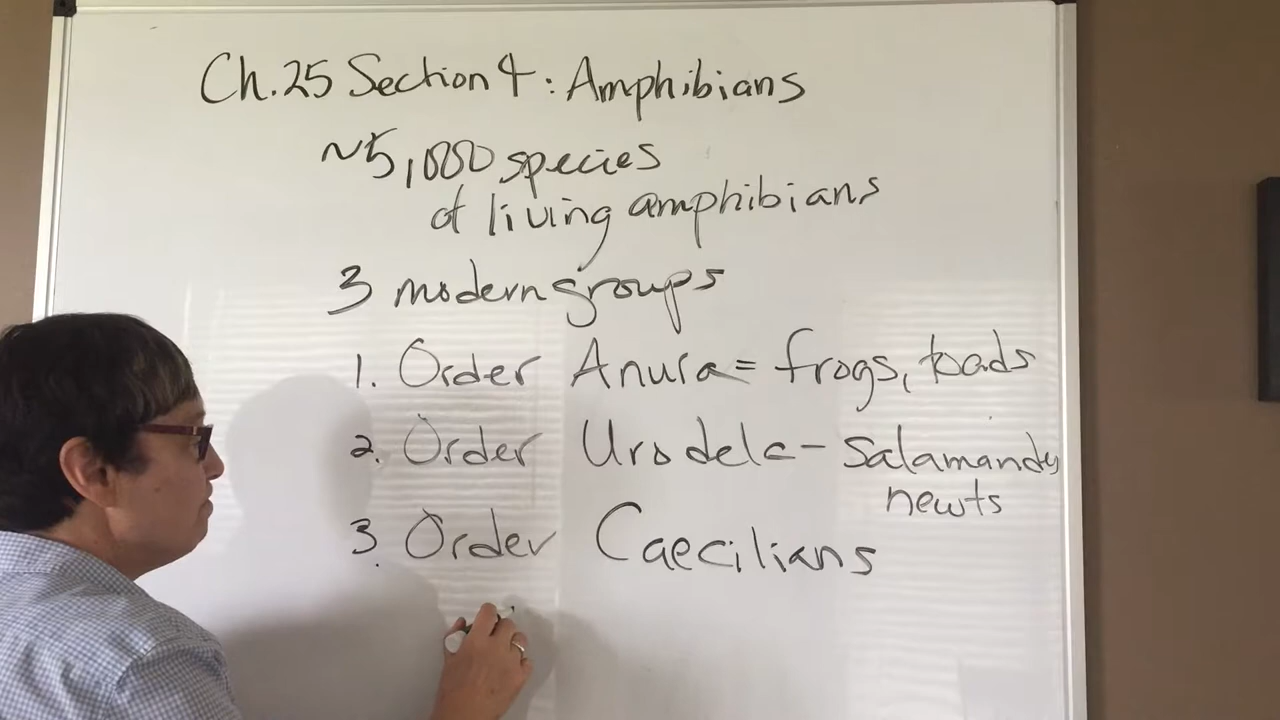 Ch.25 Section 4: Amphibians
~5,000 species
of living amphibians
3 modern groups
1. Order Anura = frogs, toads
2. Order Urodela - Salamanders
newts
3. Order Caecilians